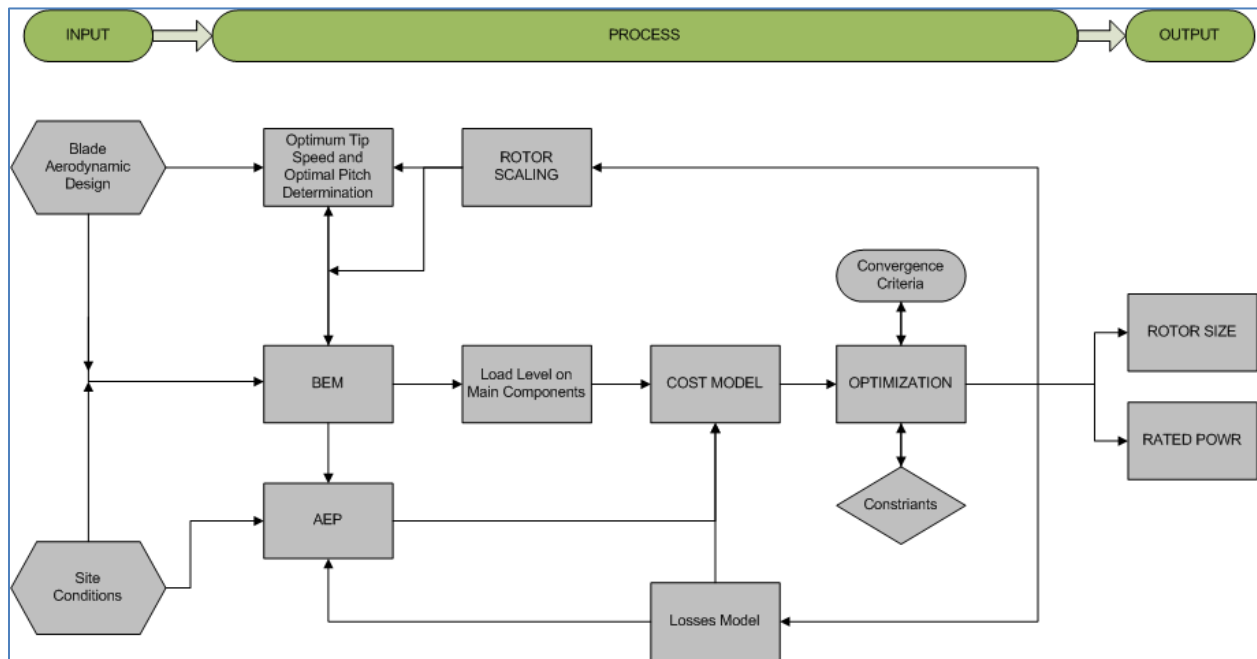 INPUT
PROCESS
OUTPUT
Blade
Aerodynamic
Design
Optimum Tip
Speed and
Optimal Pitch
Determination
ROTOR
SCALING
Convergence
Criteria
BEM
Load Level on
Main Components
COST MODEL
OPTIMIZATION
ROTOR SIZE
RATED POWR
AEP
Constriants
Site
Conditions
Losses Model